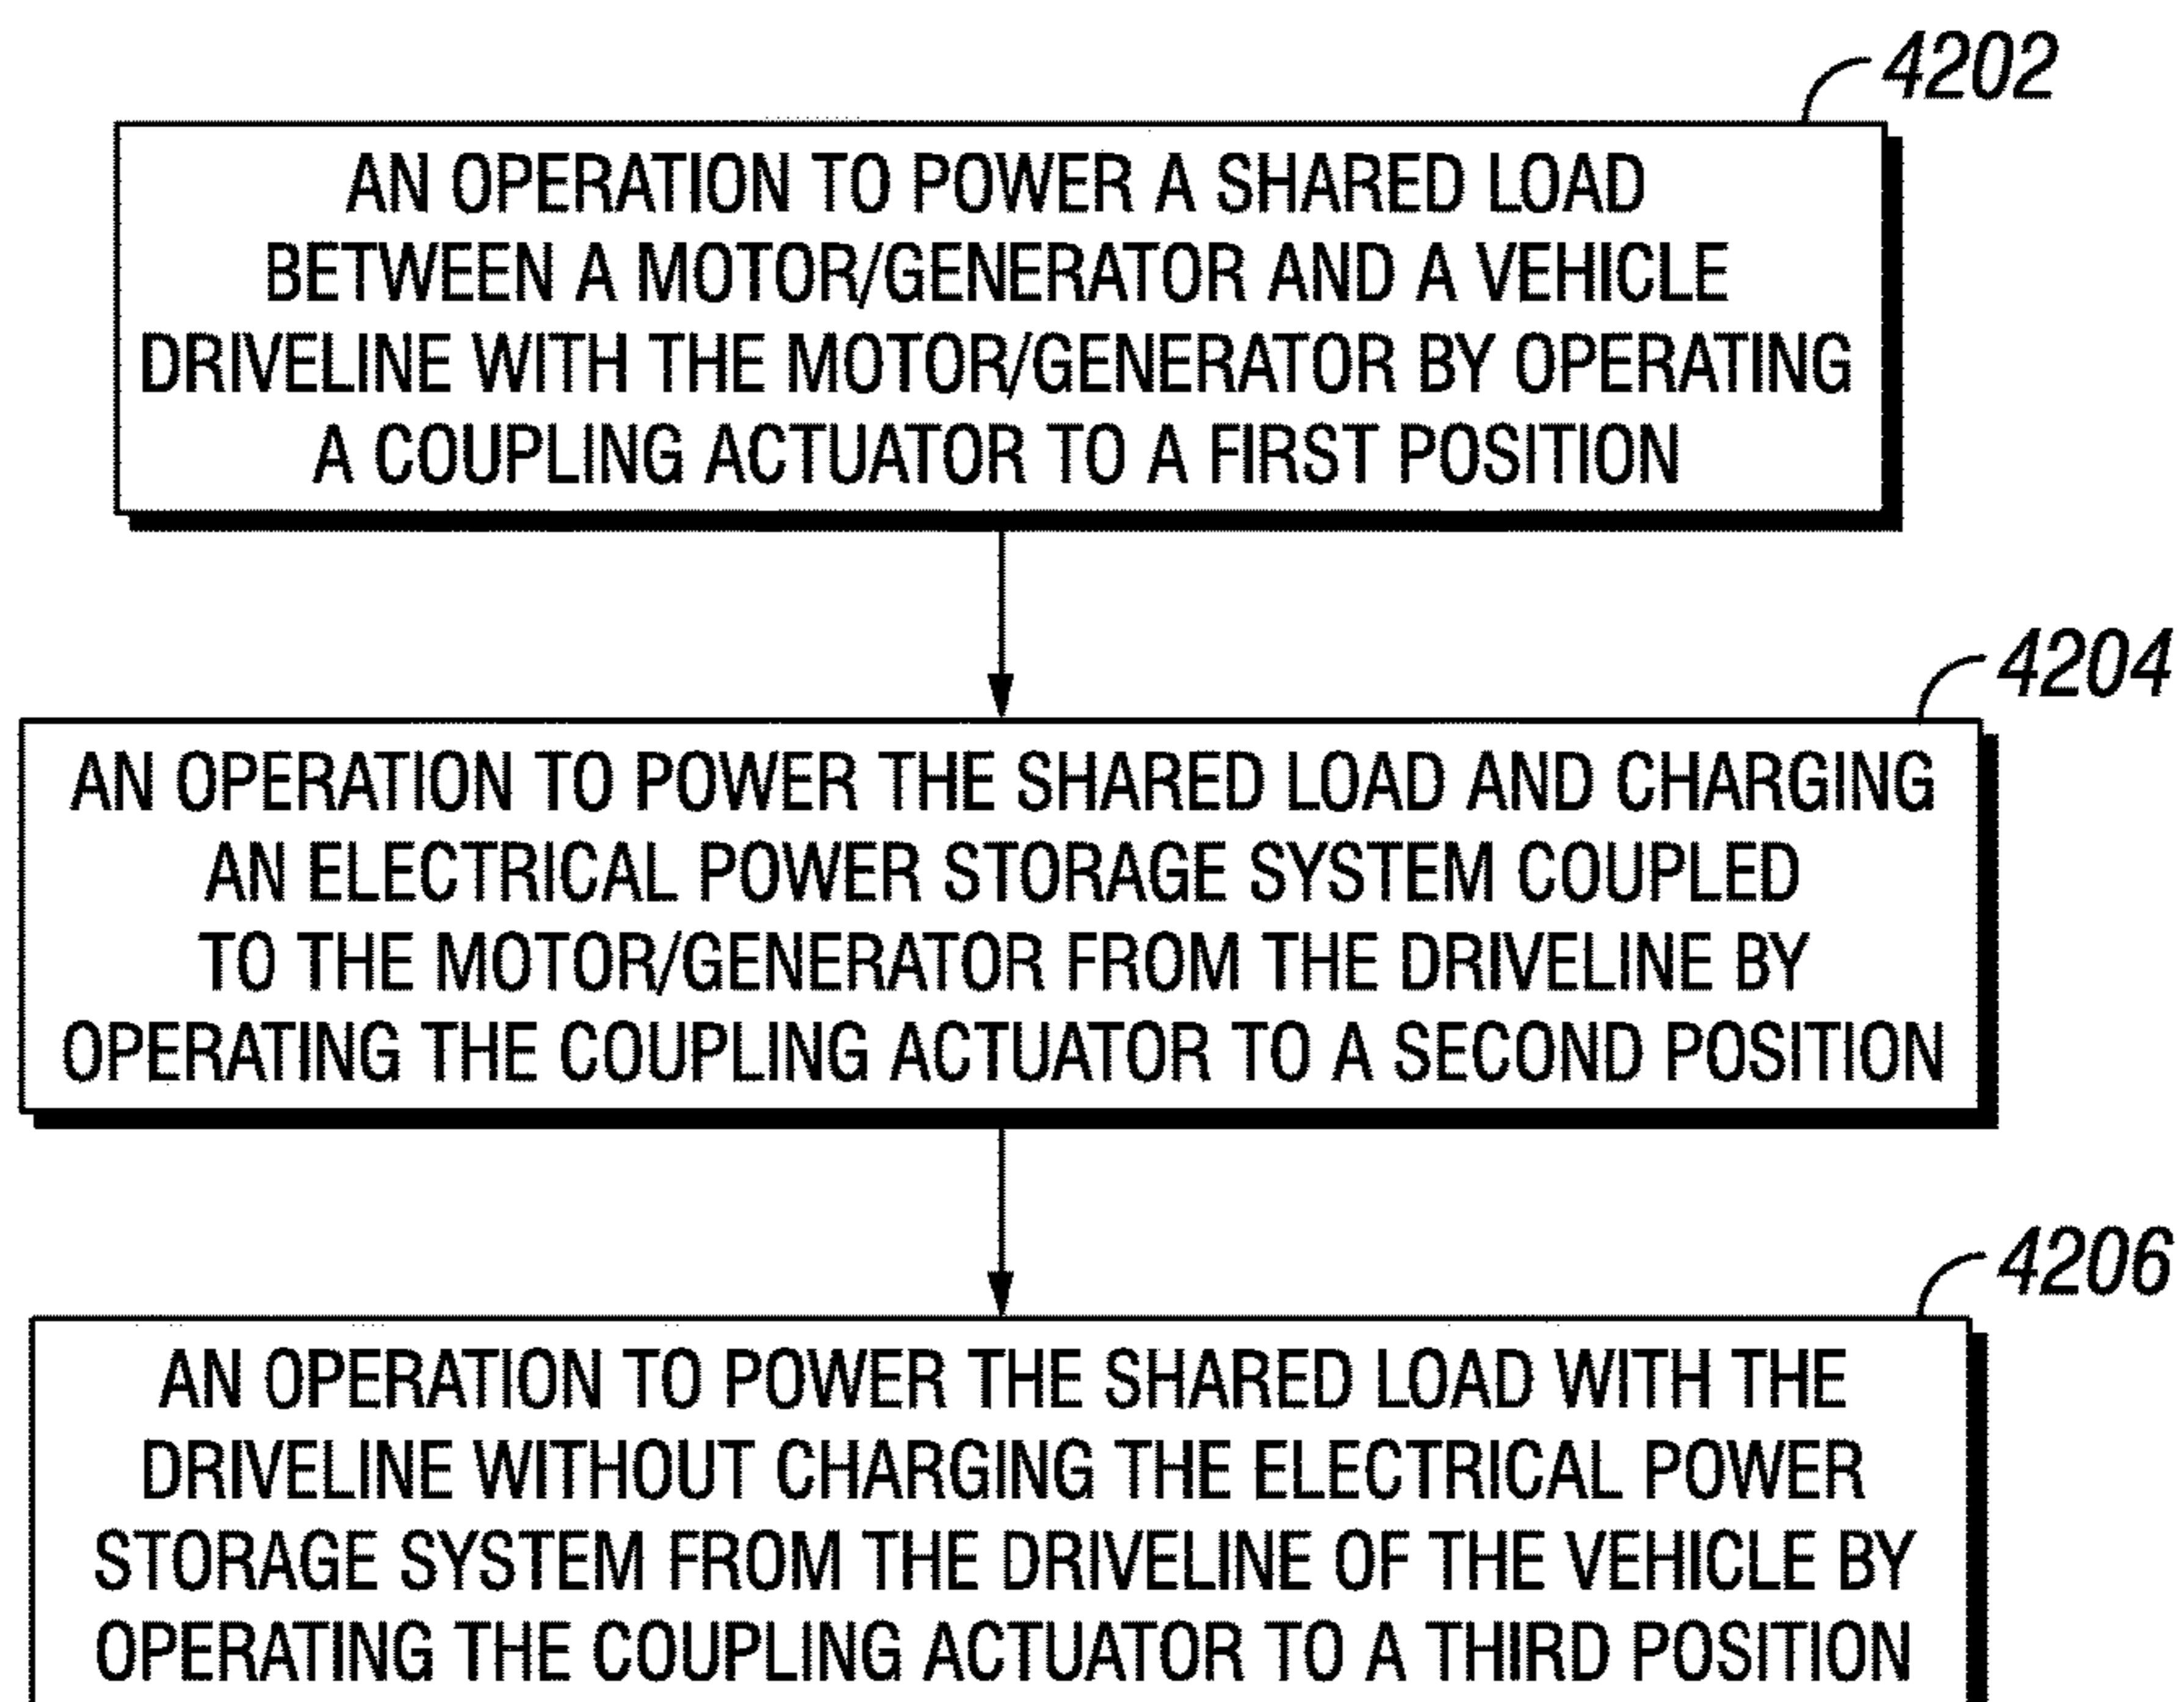 4202
AN OPERATION TO POWER A SHARED LOAD
BETWEEN A MOTOR/GENERATOR AND A VEHICLE
DRIVELINE WITH THE MOTOR/GENERATOR BY OPERATING
A COUPLING ACTUATOR TO A FIRST POSITION
4204
AN OPERATION TO POWER THE SHARED LOAD AND CHARGING
AN ELECTRICAL POWER STORAGE SYSTEM COUPLED
TO THE MOTOR/GENERATOR FROM THE DRIVELINE BY
OPERATING THE COUPLING ACTUATOR TO A SECOND POSITION
4206
AN OPERATION TO POWER THE SHARED LOAD WITH THE
DRIVELINE WITHOUT CHARGING THE ELECTRICAL POWER
STORAGE SYSTEM FROM THE DRIVELINE OF THE VEHICLE BY
OPERATING THE COUPLING ACTUATOR TO A THIRD POSITION